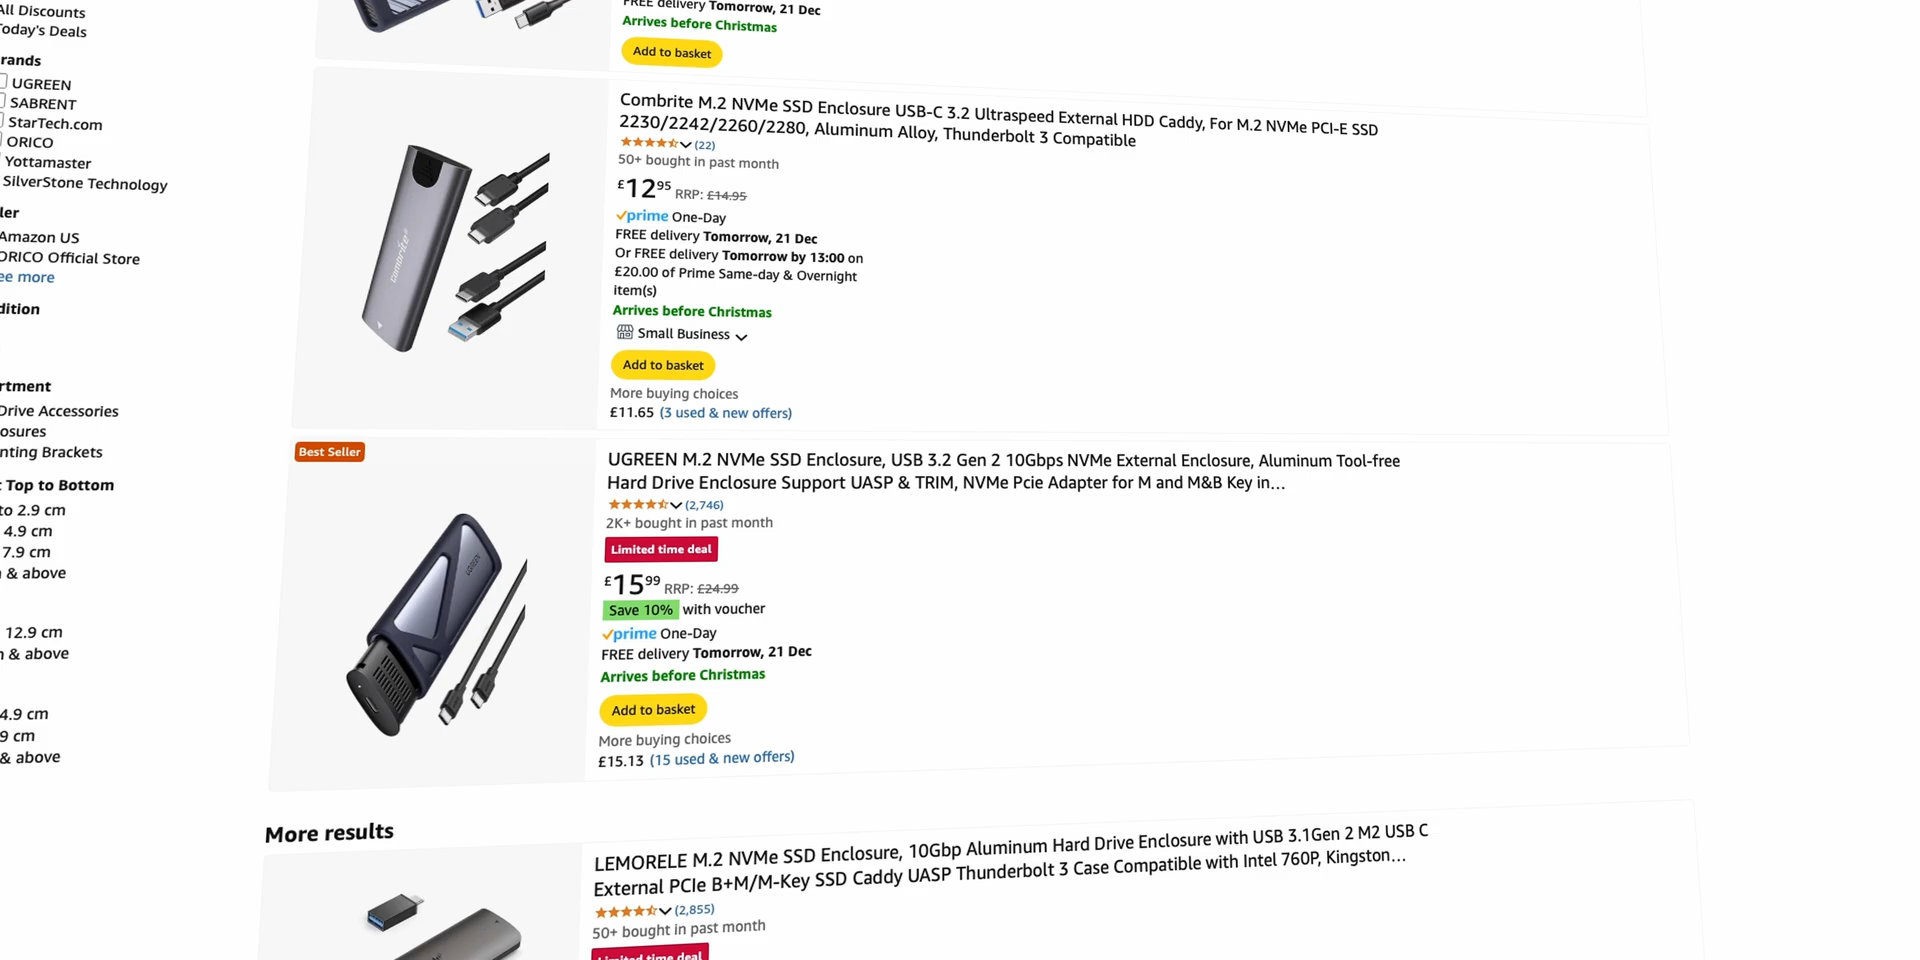 All Discounts
Today's Deals
rands
UGREEN
SABRENT
StarTech.com
ORICO
Yottamaster
SilverStone Technology
ler
Amazon US
ORICO Official Store
ee more
dition
rtment
Drive Accessories
osures
nting Brackets
: Top to Bottom
to 2.9 cm
4.9 cm
7.9 cm
& above
12.9 cm
& above
4.9 cm
9 cm
& above
FREE delivery Tomorrow, 21 Dec
Arrives before Christmas
Add to basket
Combrite M.2 NVMe SSD Enclosure USB-C 3.2 Ultraspeed External HDD Caddy, For M.2 NVMe PCI-E SSD
2230/2242/2260/2280, Aluminum Alloy, Thunderbolt 3 Compatible
(22)
50+ bought in past month
£12 95 RRP: £14.95
prime One-Day
FREE delivery Tomorrow, 21 Dec
Or FREE delivery Tomorrow by 13:00 on
£20.00 of Prime Same-day & Overnight
item(s)
Arrives before Christmas
Small Business
Add to basket
More buying choices
£11.65 (3 used & new offers)
combrite
Best Seller
UGREEN M.2 NVMe SSD Enclosure, USB 3.2 Gen 2 10Gbps NVMe External Enclosure, Aluminum Tool-free
Hard Drive Enclosure Support UASP & TRIM, NVMe Pcie Adapter for M and M&B Key in…
(2,746)
2K+ bought in past month
Limited time deal
£15 99 RRP: £24.99
Save 10% with voucher
prime One-Day
FREE delivery Tomorrow, 21 Dec
Arrives before Christmas
Add to basket
More buying choices
£15.13 (15 used & new offers)
UGREEN
More results
LEMORELE M.2 NVMe SSD Enclosure, 10Gbp Aluminum Hard Drive Enclosure with USB 3.1Gen 2 M2 USB C
External PCIe B+M/M-Key SSD Caddy UASP Thunderbolt 3 Case Compatible with Intel 760P, Kingston…
(2,855)
50+ bought in past month
Limited time deal